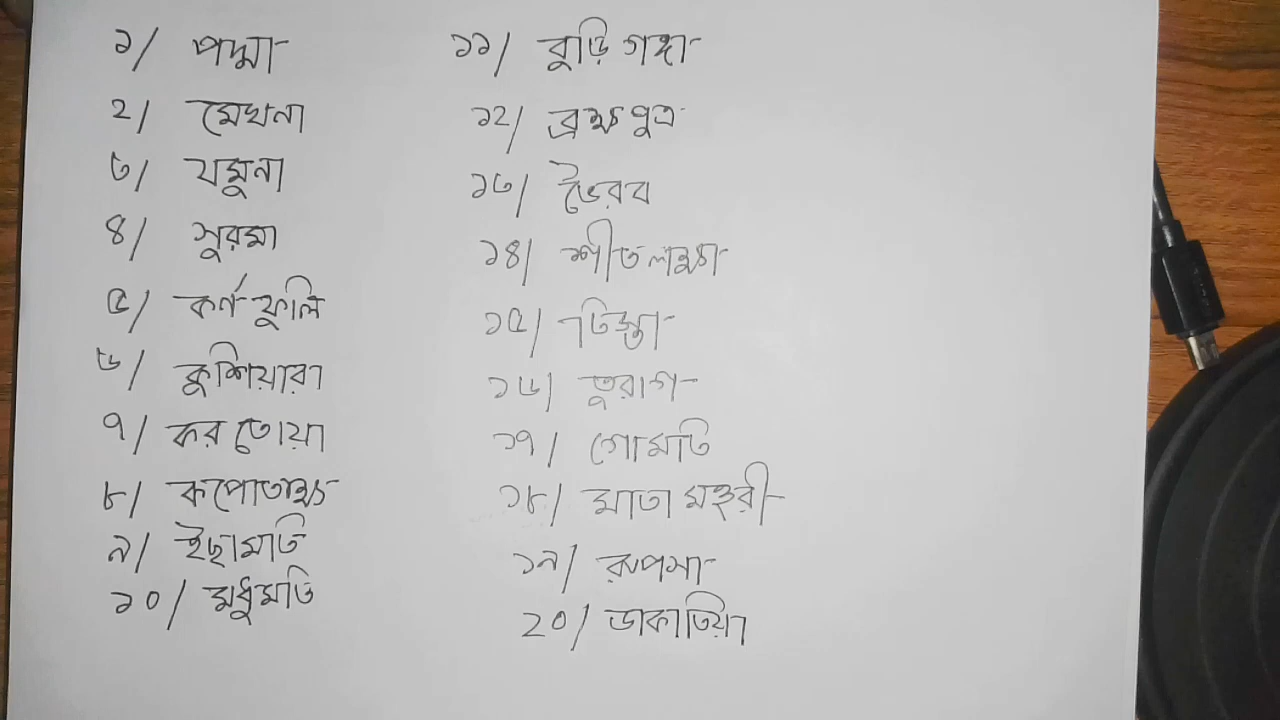 ১/ পদ্মা
২/ মেঘনা
৩/ যমুনা
৪/ সুরমা
৫/ কর্ণফুলি
৬/ কুশিয়ারা
৭/ করতোয়া
৮/ কপোতাক্ষ
৯/ ইছামতি
১০/ মধুমতি
১১/ বুড়িগঙ্গা
১২/ ব্রহ্মপুত্র
১৩/ ভৈরব
১৪/ শীতলক্ষা
১৫/ তিস্তা
১৬/ তুরাগ
১৭/ গোমতি
১৮/ মাতামহুরী
১৯/ রূপসা
২০/ ডাকাতিয়া